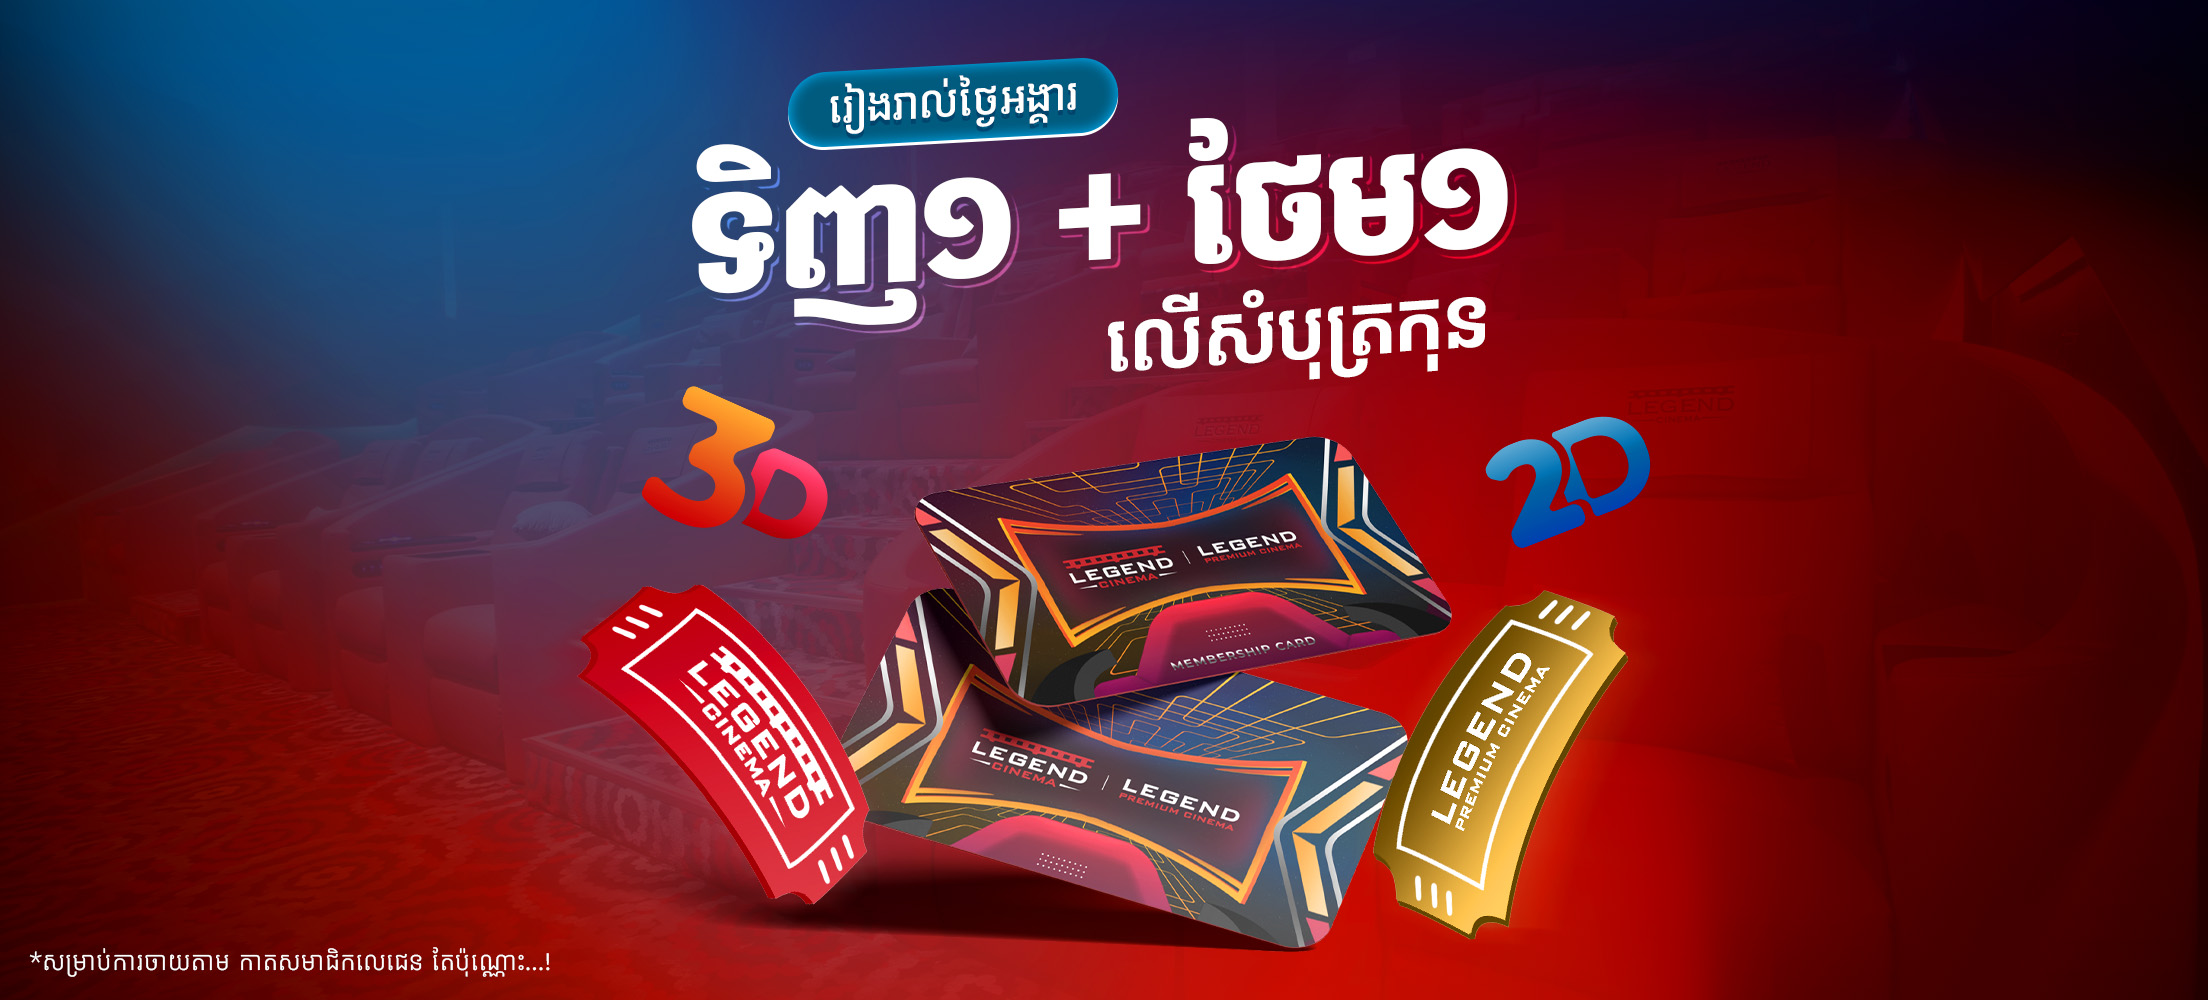 រៀងរាល់ថ្ងៃអង្គារ
ទិញ១ + ថែម១
លើសំបុត្រកុន
3D
2D
LEGEND CINEMA
LEGEND
CINEMA
LEGEND
PREMIUM CINEMA
MEMBERSHIP CARD
LEGEND
CINEMA
LEGEND
CINEMA
LEGEND
PREMIUM CINEMA
LEGEND
PREMIUM CINEMA
*សម្រាប់ការចាយតាម កាតសមាជិកលេជេន តែប៉ុណ្ណោះ...!